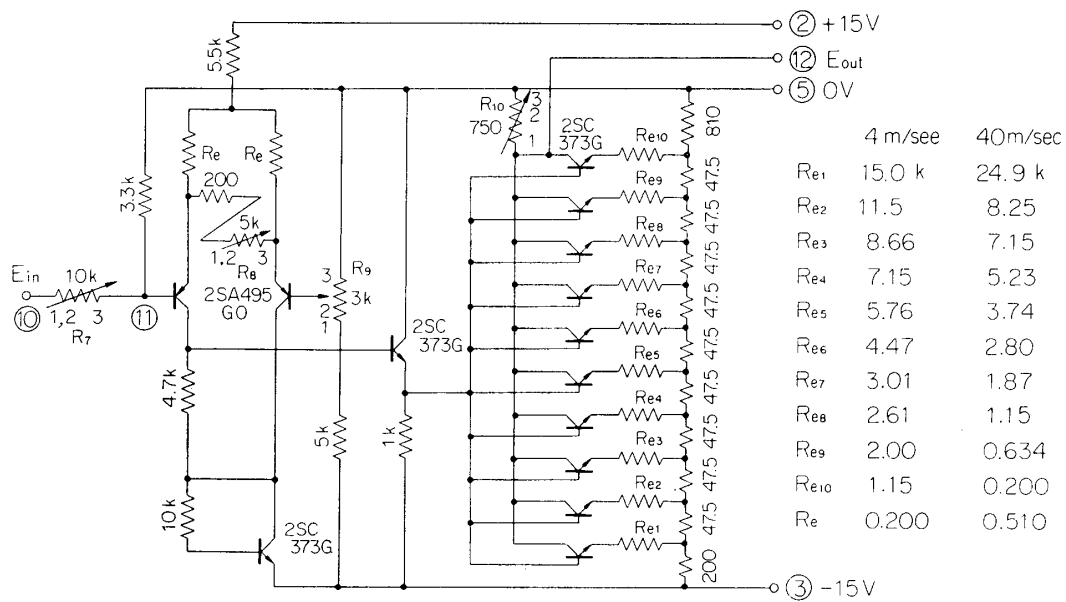 ② +15V
⑫ Eout
⑤ 0V
5.5k
R10
750
3
2
1
2SC
373G
Re10
810
47.5
Re9
47.5
Re8
47.5
Re7
47.5
Re6
47.5
Re5
47.5
Re4
47.5
Re3
47.5
Re2
47.5
Re1
200
Re
Re
200
3.3k
5k
1,2 3
R8
Ein
10k
⑩
1,2 3
R7
⑪
2SA495
GO
3
R9
3k
2
1
2SC
373G
4.7k
5k
1k
10k
2SC
373G
③ -15V
4m/see 40m/sec
Re1 15.0 k 24.9 k
Re2 11.5 8.25
Re3 8.66 7.15
Re4 7.15 5.23
Re5 5.76 3.74
Re6 4.47 2.80
Re7 3.01 1.87
Re8 2.61 1.15
Re9 2.00 0.634
Re10 1.15 0.200
Re 0.200 0.510